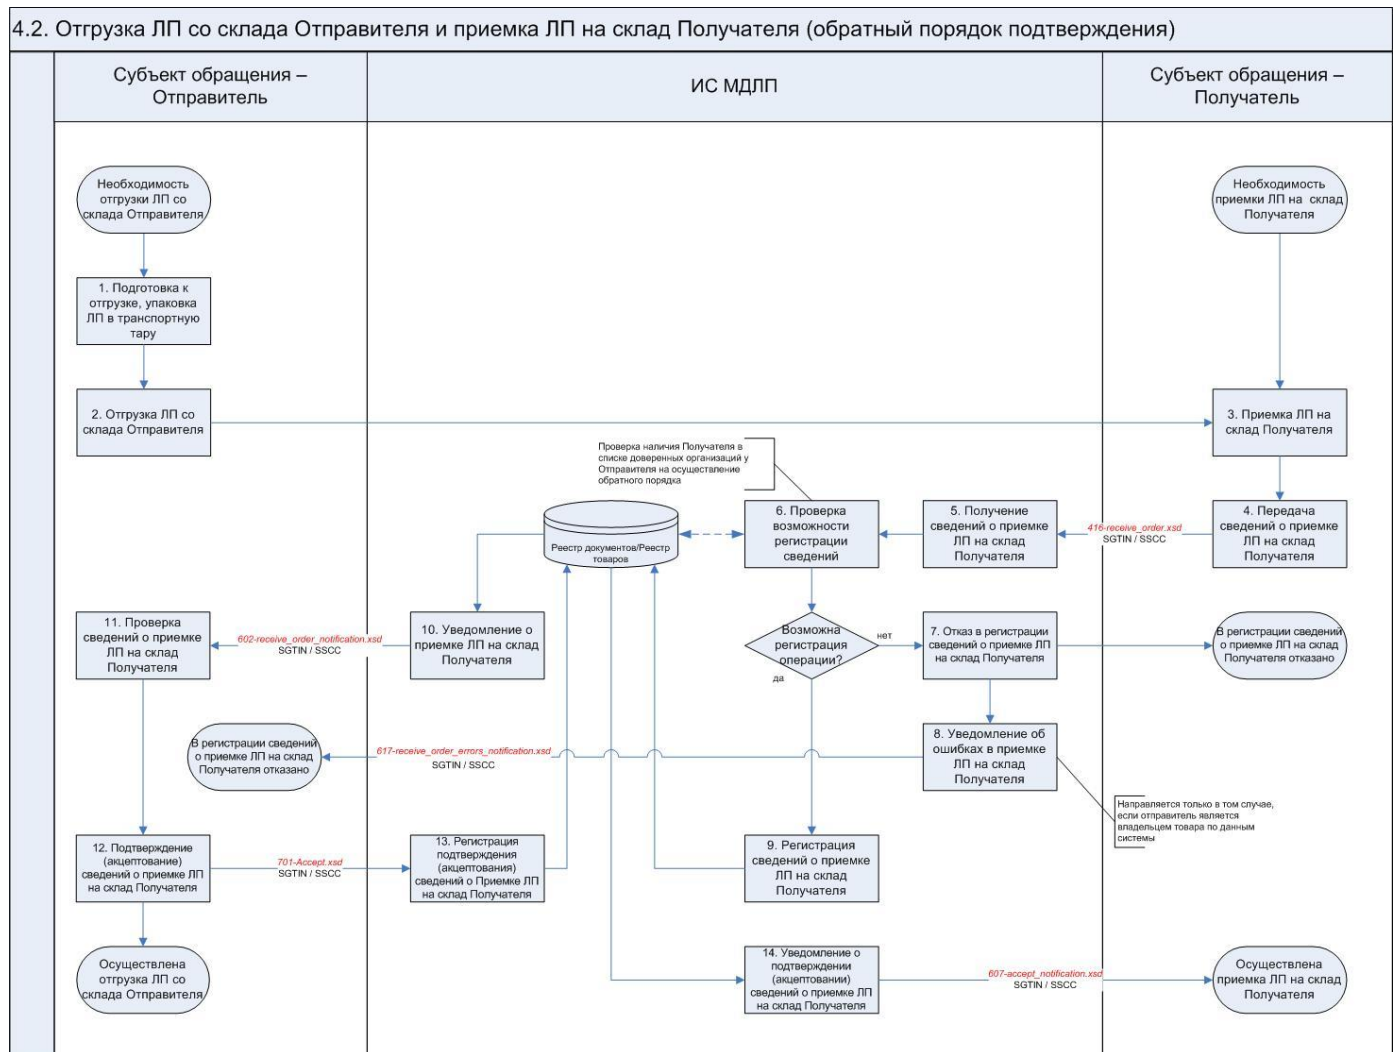 4.2. Отгрузка ЛП со склада Отправителя и приемка ЛП на склад Получателя (обратный порядок подтверждения)
Субъект обращения –
Отправитель
ИС МДЛП
Субъект обращения –
Получатель
Необходимость
отгрузки ЛП со
склада Отправителя
Необходимость
приемки ЛП на склад
Получателя
1. Подготовка к
отгрузке, упаковка
ЛП в транспортную
тару
2. Отгрузка ЛП со
склада Отправителя
3. Приемка ЛП на
склад Получателя
Проверка наличия Получателя в
списке доверенных организаций у
Отправителя на осуществление
обратного порядка
Реестр документов/Реестр
товаров
6. Проверка
возможности
регистрации
сведений
5. Получение
сведений о приемке
ЛП на склад
Получателя
416-receive_order.xsd
SGTIN / SSCC
4. Передача
сведений о приемке
ЛП на склад
Получателя
11. Проверка
сведений о приемке
ЛП на склад
Получателя
602-receive_order_notification.xsd
SGTIN / SSCC
10. Уведомление о
приемке ЛП на склад
Получателя
Возможна
регистрация
операции?
нет
да
7. Отказ в регистрации
сведений о приемке ЛП
на склад Получателя
В регистрации сведений
о приемке ЛП на склад
Получателя отказано
В регистрации сведений
о приемке ЛП на склад
Получателя отказано
617-receive_order_errors_notification.xsd
SGTIN / SSCC
8. Уведомление об
ошибках в приемке
ЛП на склад
Получателя
Направляется только в том случае,
если отправитель является
владельцем товара по данным
системы
12. Подтверждение
(акцептование)
сведений о приемке ЛП
на склад Получателя
701-Accept.xsd
SGTIN / SSCC
13. Регистрация
подтверждения
(акцептования)
сведений о Приемке ЛП
на склад Получателя
9. Регистрация
сведений о приемке
ЛП на склад
Получателя
Осуществлена
отгрузка ЛП со
склада Отправителя
14. Уведомление о
подтверждении
(акцептовании)
сведений о приемке ЛП
на склад Получателя
607-accept_notification.xsd
SGTIN / SSCC
Осуществлена
приемка ЛП на склад
Получателя